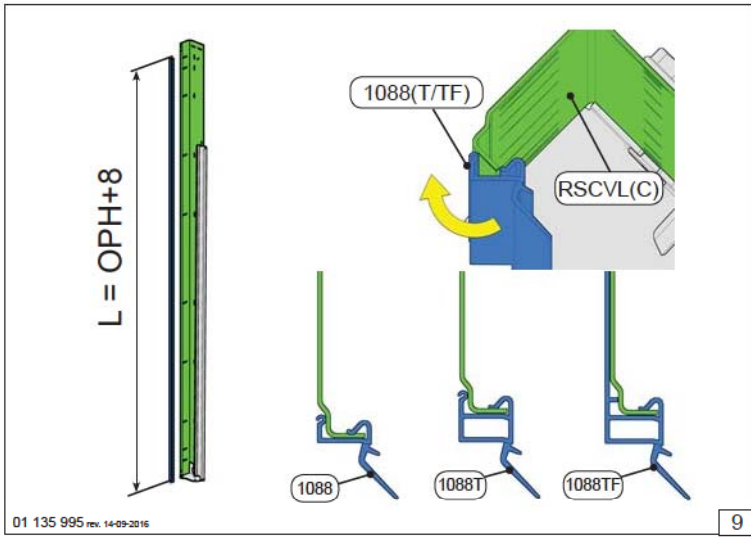 L = OPH+8
1088(T/TF)
RSCVL(C)
1088
1088T
1088TF
01 135 995 rev. 14-09-2016
9